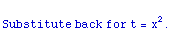 Substitute back for t = x².